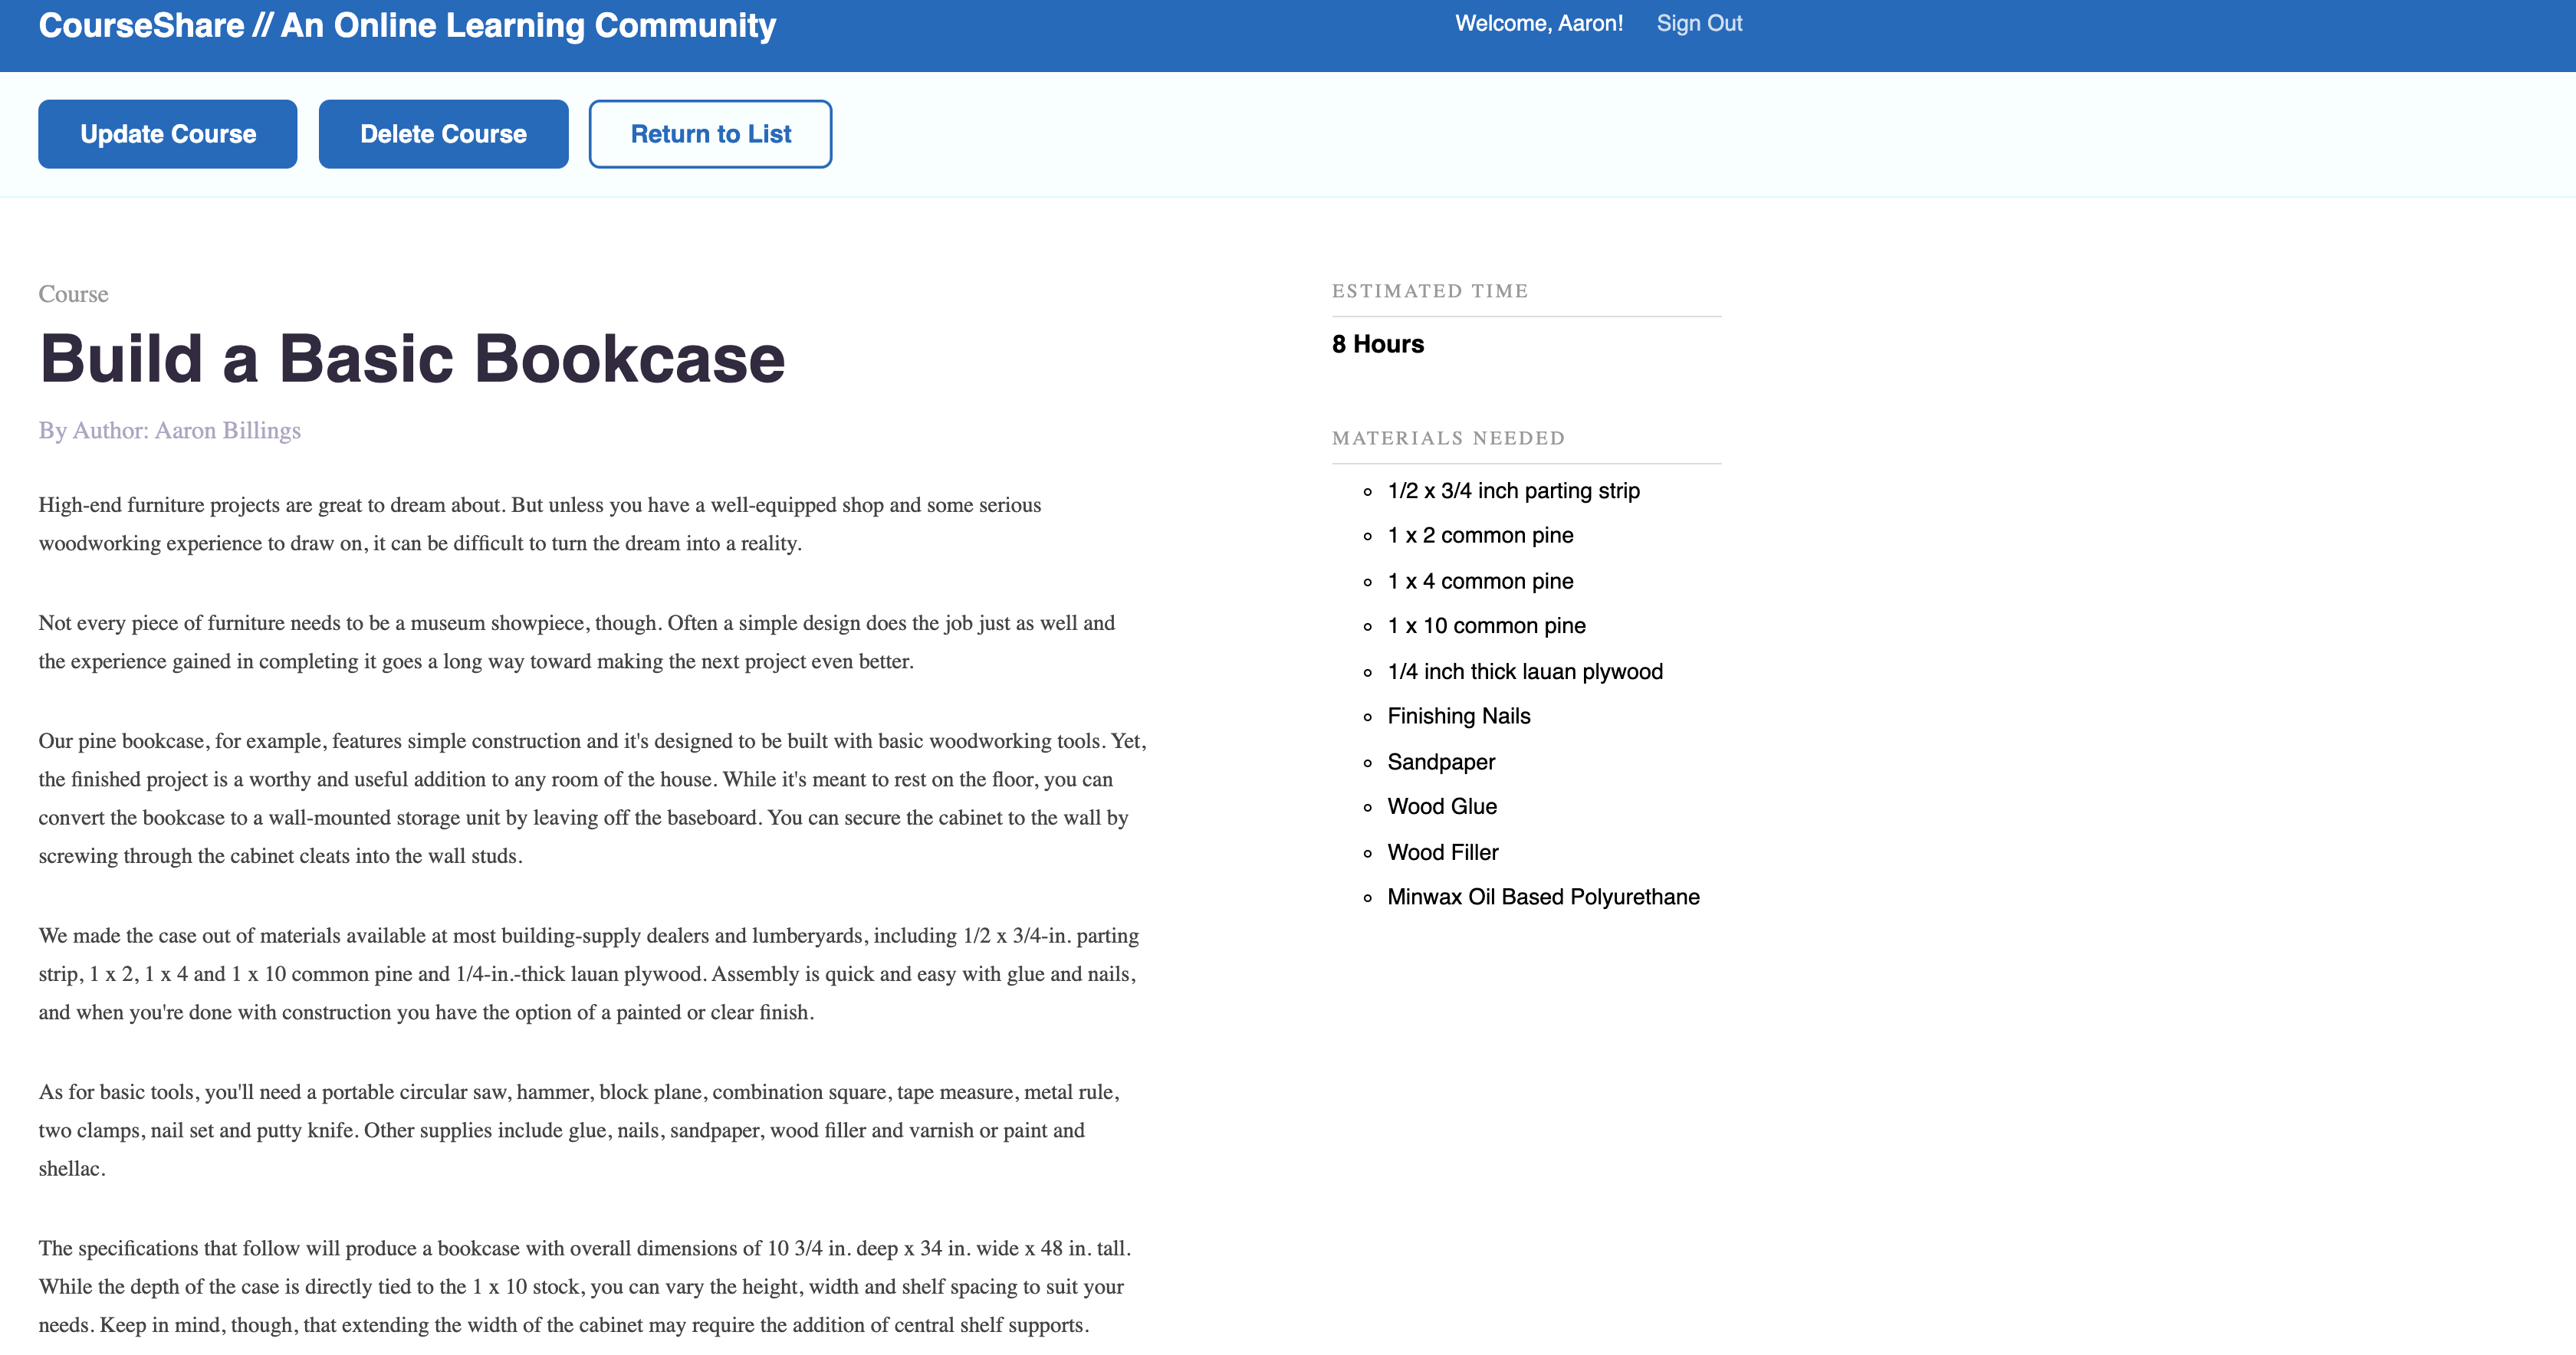 CourseShare // An Online Learning Community
Welcome, Aaron! Sign Out
Update Course
Delete Course
Return to List
Course
Build a Basic Bookcase
By Author: Aaron Billings
High-end furniture projects are great to dream about. But unless you have a well-equipped shop and some serious
woodworking experience to draw on, it can be difficult to turn the dream into a reality.
Not every piece of furniture needs to be a museum showpiece, though. Often a simple design does the job just as well and
the experience gained in completing it goes a long way toward making the next project even better.
Our pine bookcase, for example, features simple construction and it's designed to be built with basic woodworking tools. Yet,
the finished project is a worthy and useful addition to any room of the house. While it's meant to rest on the floor, you can
convert the bookcase to a wall-mounted storage unit by leaving off the baseboard. You can secure the cabinet to the wall by
screwing through the cabinet cleats into the wall studs.
We made the case out of materials available at most building-supply dealers and lumberyards, including 1/2 x 3/4-in. parting
strip, 1 x 2, 1 x 4 and 1 x 10 common pine and 1/4-in.-thick lauan plywood. Assembly is quick and easy with glue and nails,
and when you're done with construction you have the option of a painted or clear finish.
As for basic tools, you'll need a portable circular saw, hammer, block plane, combination square, tape measure, metal rule,
two clamps, nail set and putty knife. Other supplies include glue, nails, sandpaper, wood filler and varnish or paint and
shellac.
The specifications that follow will produce a bookcase with overall dimensions of 10 3/4 in. deep x 34 in. wide x 48 in. tall.
While the depth of the case is directly tied to the 1 x 10 stock, you can vary the height, width and shelf spacing to suit your
needs. Keep in mind, though, that extending the width of the cabinet may require the addition of central shelf supports.
ESTIMATED TIME
8 Hours
MATERIALS NEEDED
1/2 x 3/4 inch parting strip
1 x 2 common pine
1 x 4 common pine
1 x 10 common pine
1/4 inch thick lauan plywood
Finishing Nails
Sandpaper
Wood Glue
Wood Filler
Minwax Oil Based Polyurethane